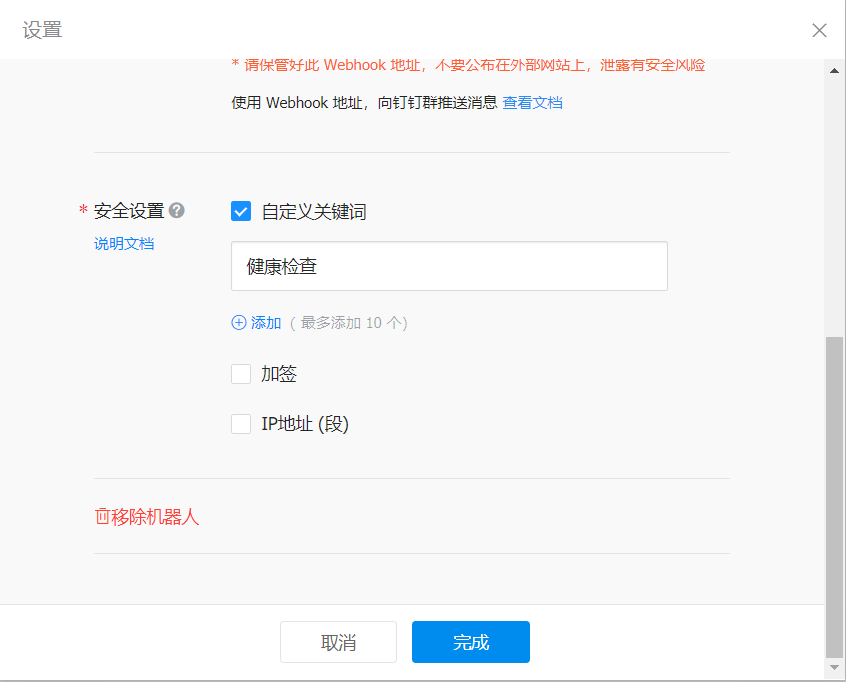 设置
* 请保管好此 Webhook 地址，不要公布在外部网站上，泄露有安全风险
使用 Webhook 地址，向钉钉群推送消息 查看文档
* 安全设置 ?
自定义关键词
说明文档
健康检查
添加 ( 最多添加 10 个)
加签
IP地址 (段)
移除机器人
取消
完成